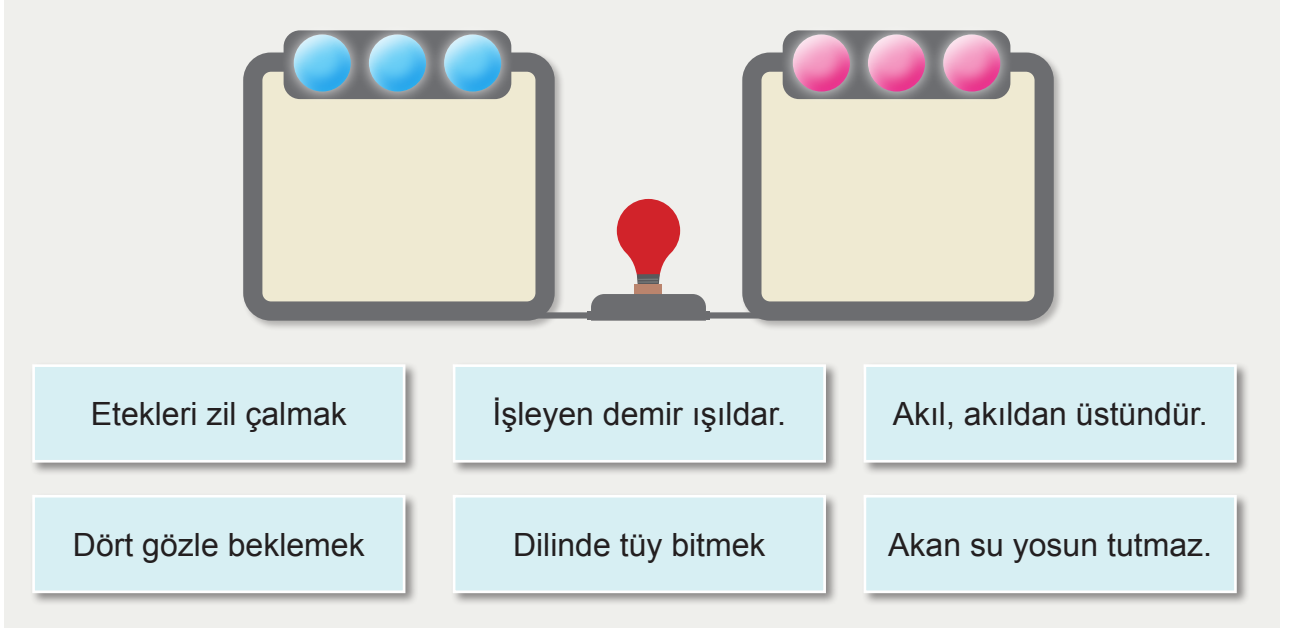 Etekleri zil çalmak
İşleyen demir ışıldar.
Akıl, akıldan üstündür.
Dört gözle beklemek
Dilinde tüy bitmek
Akan su yosun tutmaz.